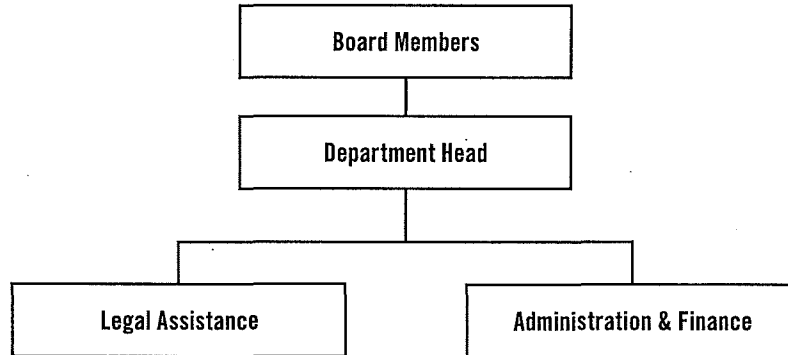 Board Members
Department Head
Legal Assistance
Administration & Finance